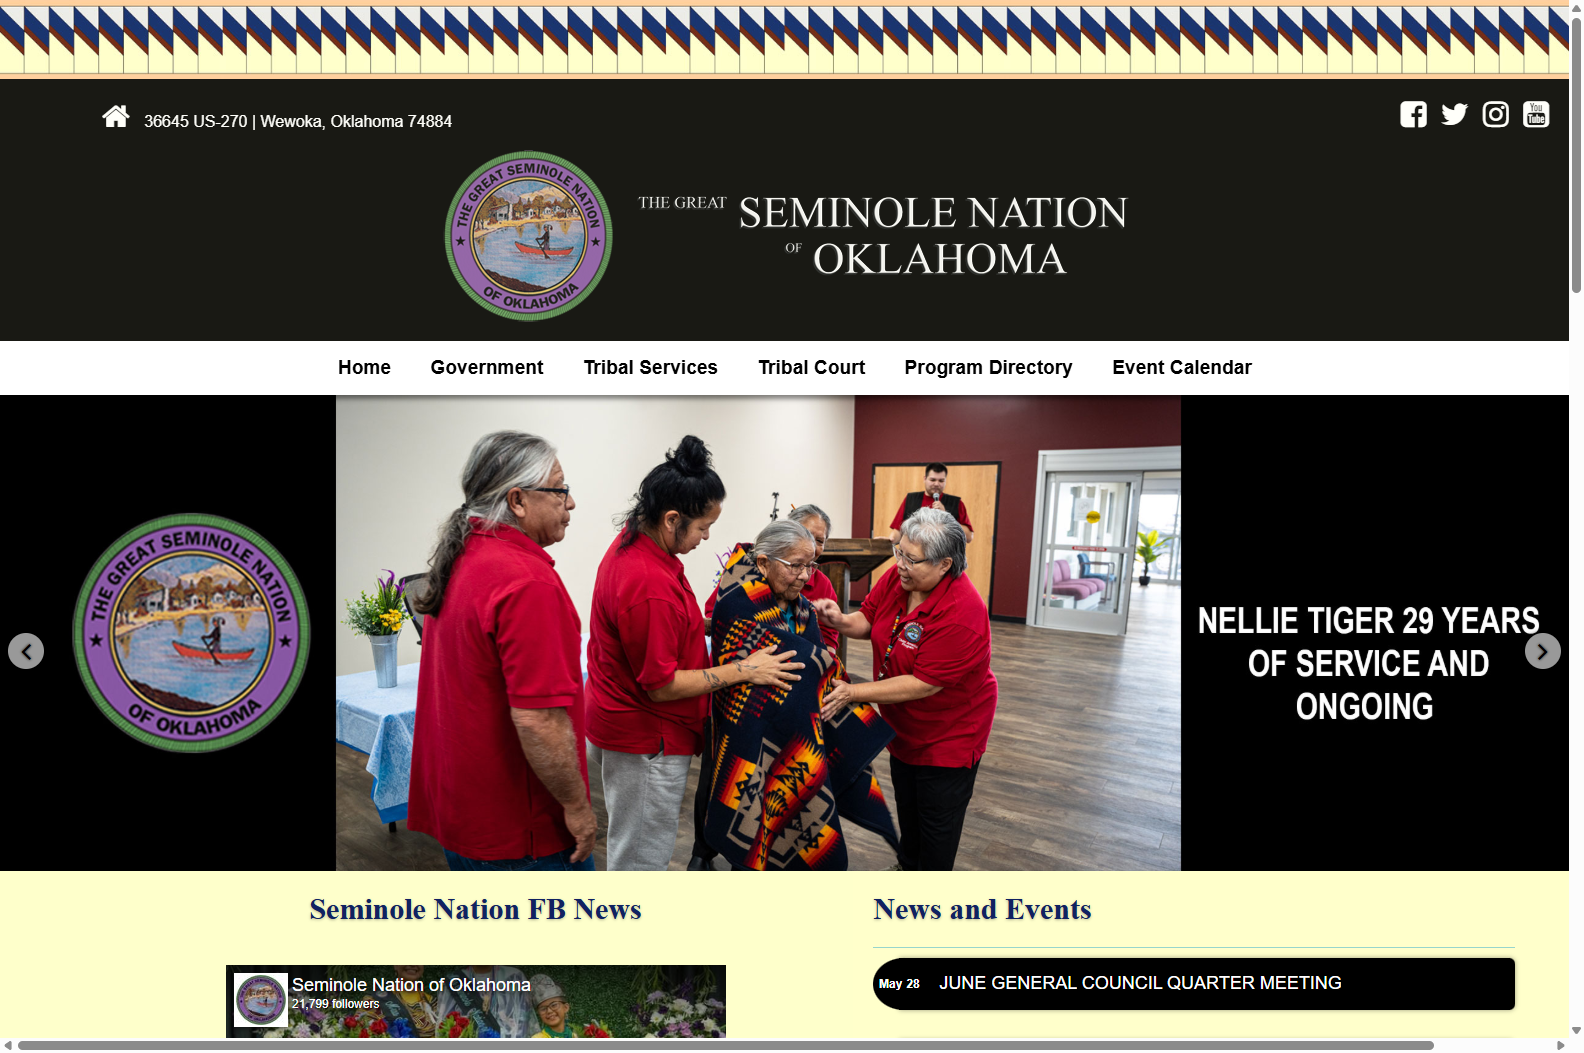 36645 US-270 | Wewoka, Oklahoma 74884
You
Tube
THE GREAT SEMINOLE NATION
OF OKLAHOMA
THE GREAT SEMINOLE NATION
OF OKLAHOMA
Home Government Tribal Services Tribal Court Program Directory Event Calendar
THE GREAT SEMINOLE NATION
OF OKLAHOMA
NELLIE TIGER 29 YEARS
OF SERVICE AND
ONGOING
Seminole Nation FB News
Seminole Nation of Oklahoma
21,799 followers
News and Events
May 28 JUNE GENERAL COUNCIL QUARTER MEETING